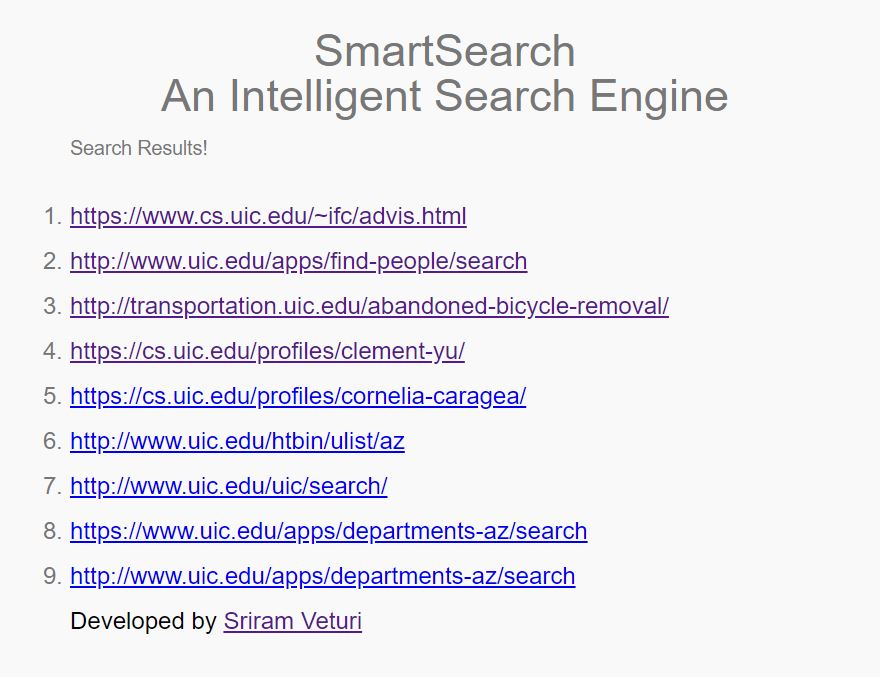 SmartSearch
An Intelligent Search Engine
Search Results!
1. https://www.cs.uic.edu/~ifc/advis.html
2. http://www.uic.edu/apps/find-people/search
3. http://transportation.uic.edu/abandoned-bicycle-removal/
4. https://cs.uic.edu/profiles/clement-yu/
5. https://cs.uic.edu/profiles/cornelia-caragea/
6. http://www.uic.edu/htbin/ulist/az
7. http://www.uic.edu/uic/search/
8. https://www.uic.edu/apps/departments-az/search
9. http://www.uic.edu/apps/departments-az/search
Developed by Sriram Veturi